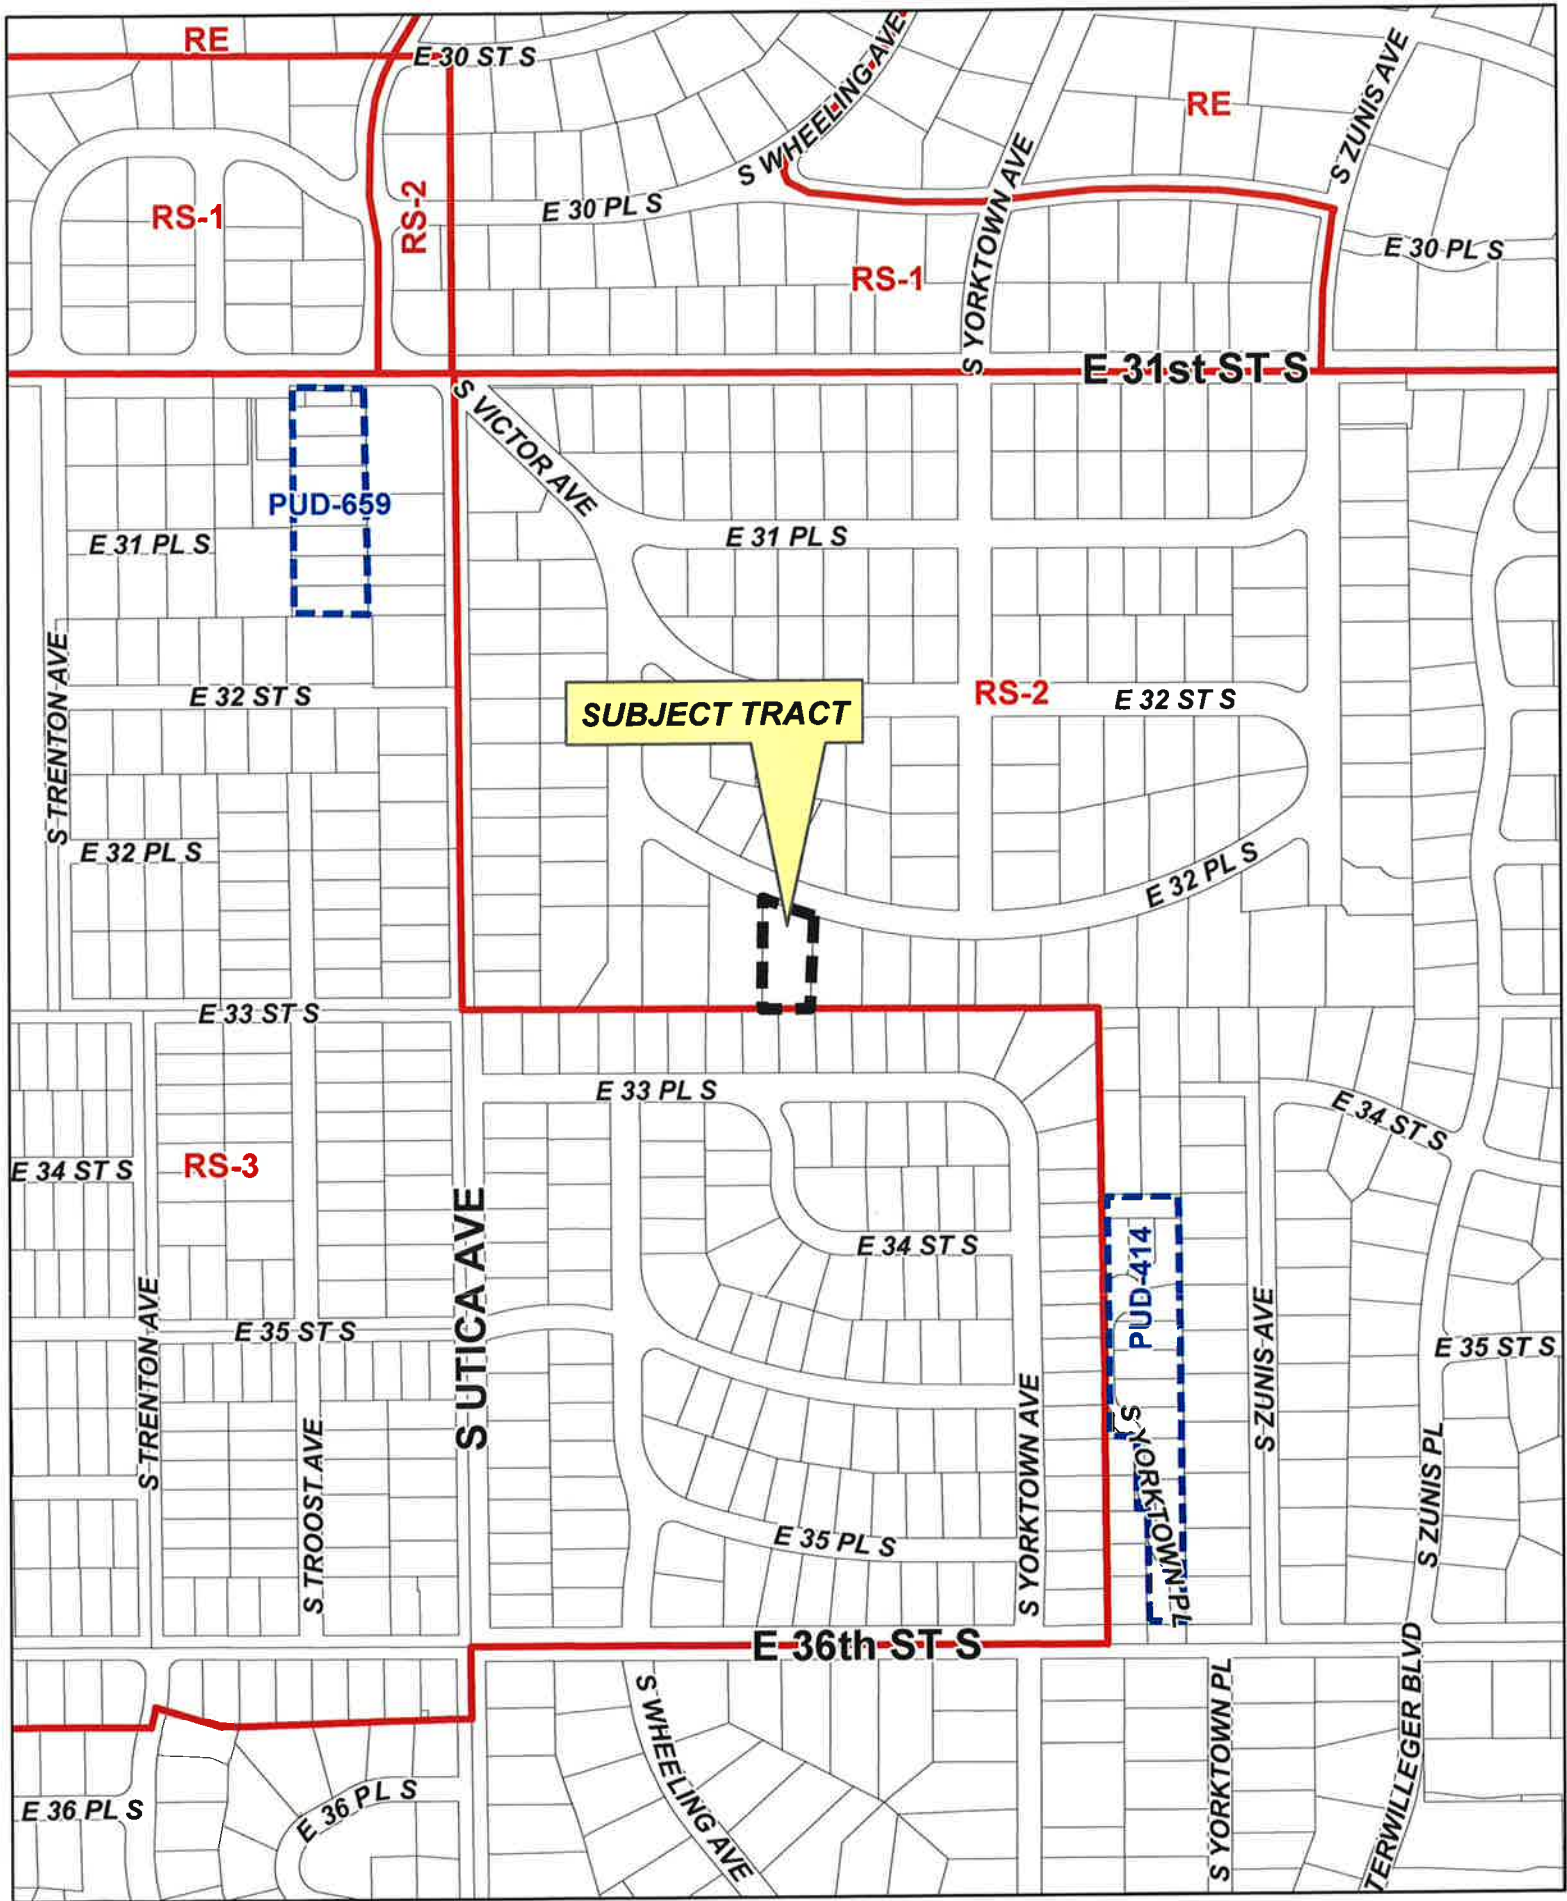 RE
E 30 ST S
S WHEELING AVE
RE
S ZUNIS AVE
RS-1
RS-2
E 30 PL S
S YORKTOWN AVE
E 30 PL S
RS-1
E 31st ST S
S VICTOR AVE
PUD-659
E 31 PL S
E 31 PL S
S TRENTON AVE
E 32 ST S
SUBJECT TRACT
RS-2
E 32 ST S
E 32 PL S
E 32 PL S
E 33 ST S
E 33 PL S
E 34 ST S
E 34 ST S
RS-3
S UTICA AVE
E 34 ST S
PUD-414
S TRENTON AVE
E 35 ST S
S ZUNIS AVE
E 35 ST S
S YORKTOWN AVE
S YORKTOWN PL
S TROOST AVE
S ZUNIS PL
E 35 PL S
E 36th ST S
S WHEELING AVE
S YORKTOWN PL
TERWILLEGER BLVD
E 36 PL S
E 36 PL S